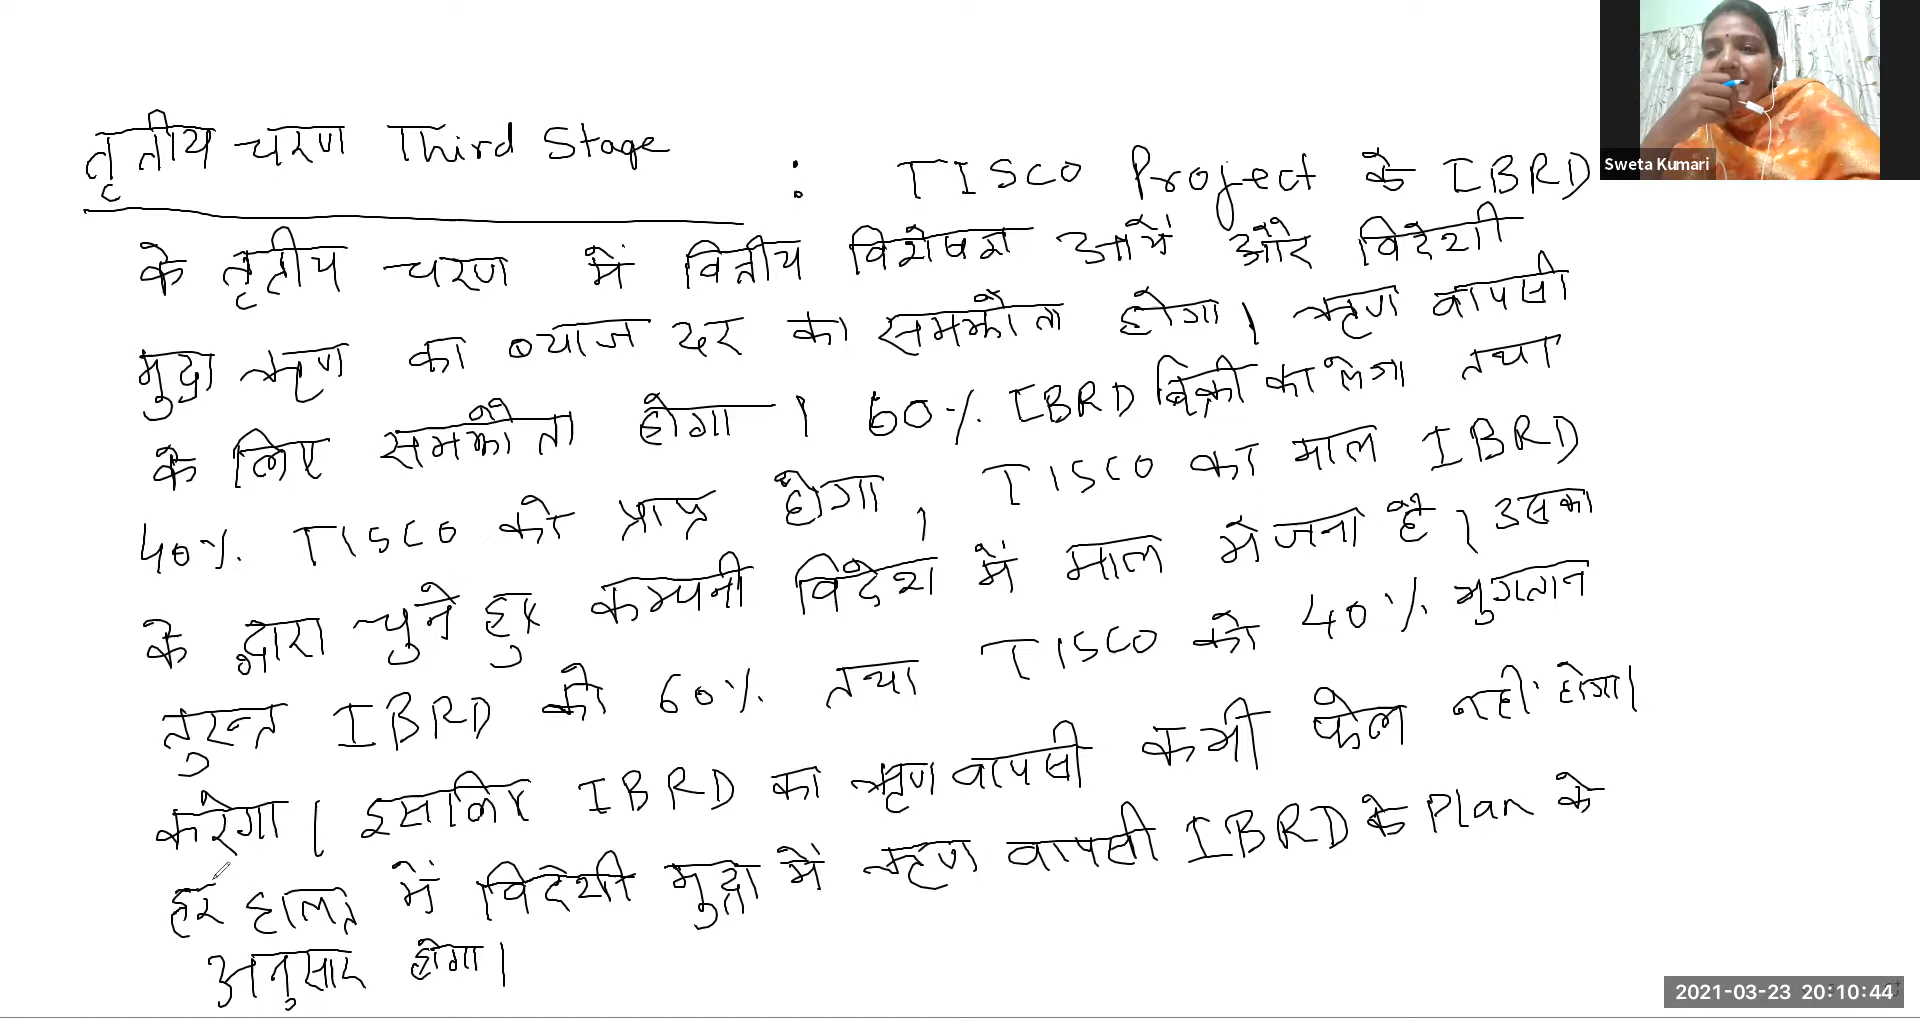 तृतीय चरण Third Stage : TISCO Project के IBRD
के तृतीय चरण में वित्तीय विशेषज्ञ आयें और विदेशी
मुद्रा ऋण का ब्याज दर का समझौता होगा। ऋण वापसी
के लिए समझौता होगा। 60% IBRD बिक्री का लेगा तथा
40% TISCO को प्राप्त होगा, TISCO का माल IBRD
के द्वारा चुने हुए कम्पनी विदेश में माल भेजना है। उसका
तुरन्त IBRD को 60% तथा TISCO को 40% भुगतान
करेगा। इसलिए IBRD का ऋण वापसी कभी फेल नहीं होगा।
हर हालत में विदेशी मुद्रा में ऋण वापसी IBRD के Plan के
अनुसार होगा।
Sweta Kumari
2021-03-23 20:10:44